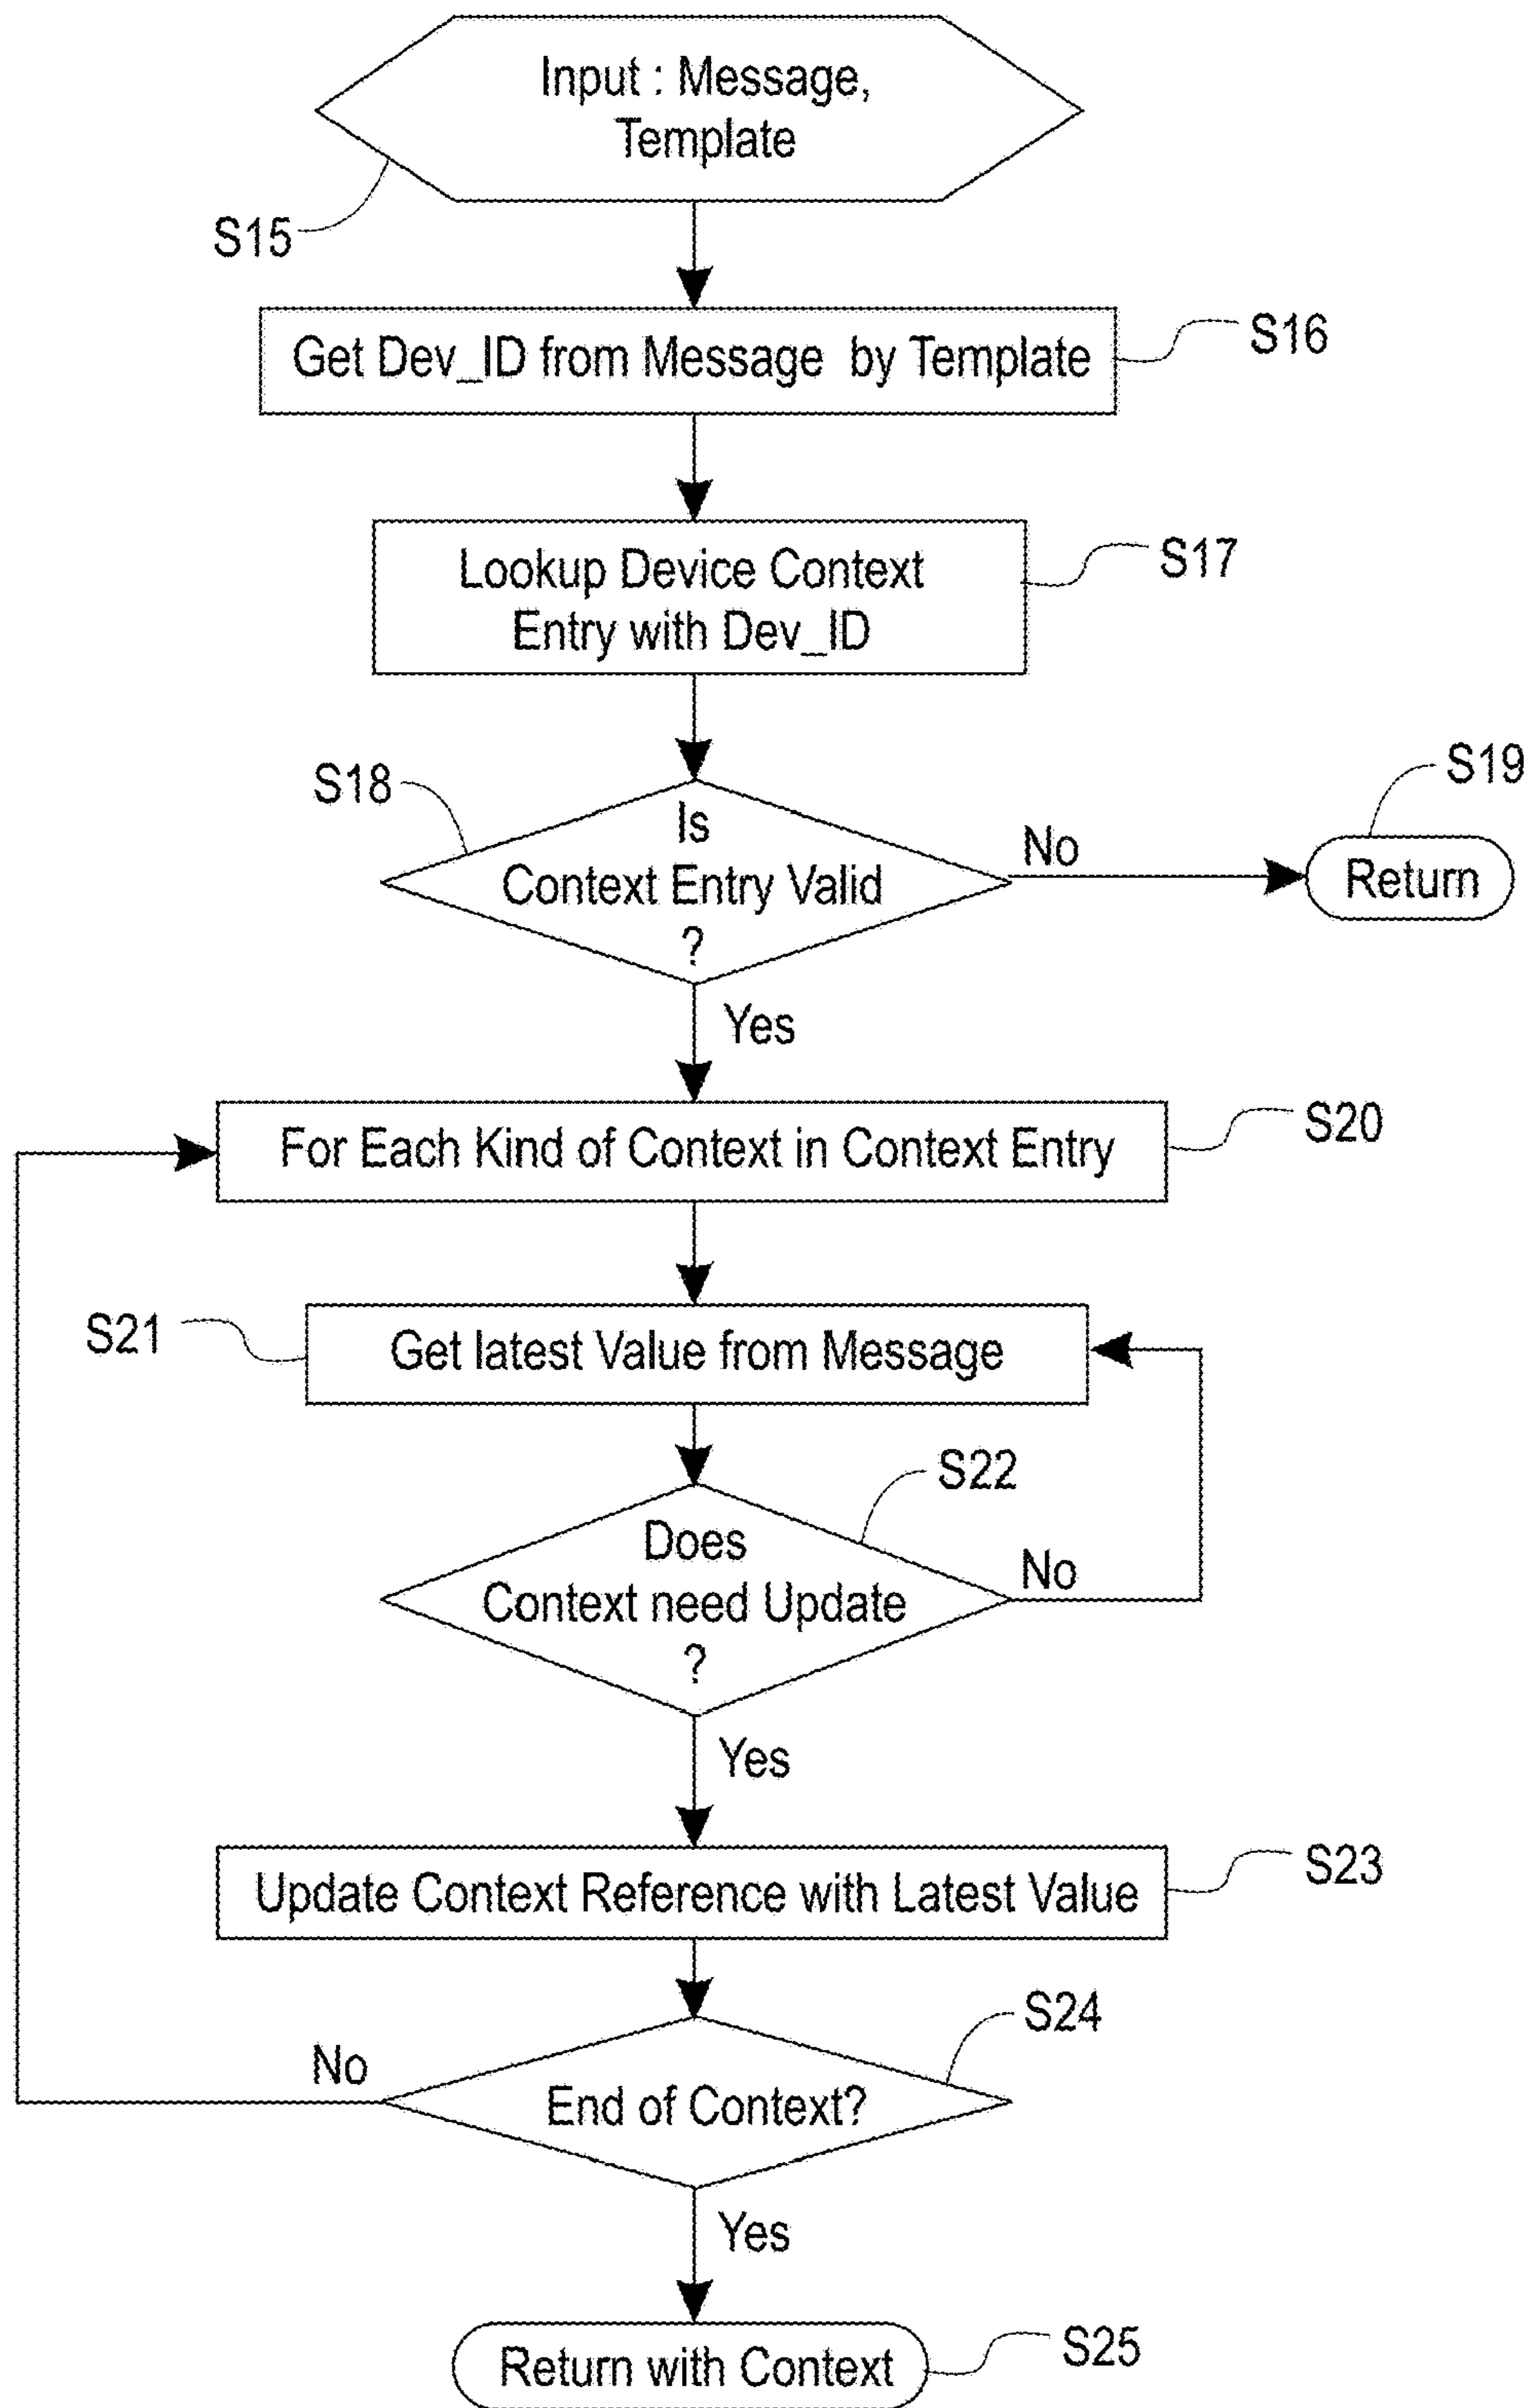 Input : Message,
Template
S15
Get Dev_ID from Message by Template
S16
Lookup Device Context
Entry with Dev_ID
S17
S18
Is
Context Entry Valid
?
No
S19
Return
Yes
For Each Kind of Context in Context Entry
S20
S21
Get latest Value from Message
S22
Does
Context need Update
?
No
Yes
Update Context Reference with Latest Value
S23
S24
No
End of Context?
Yes
Return with Context
S25